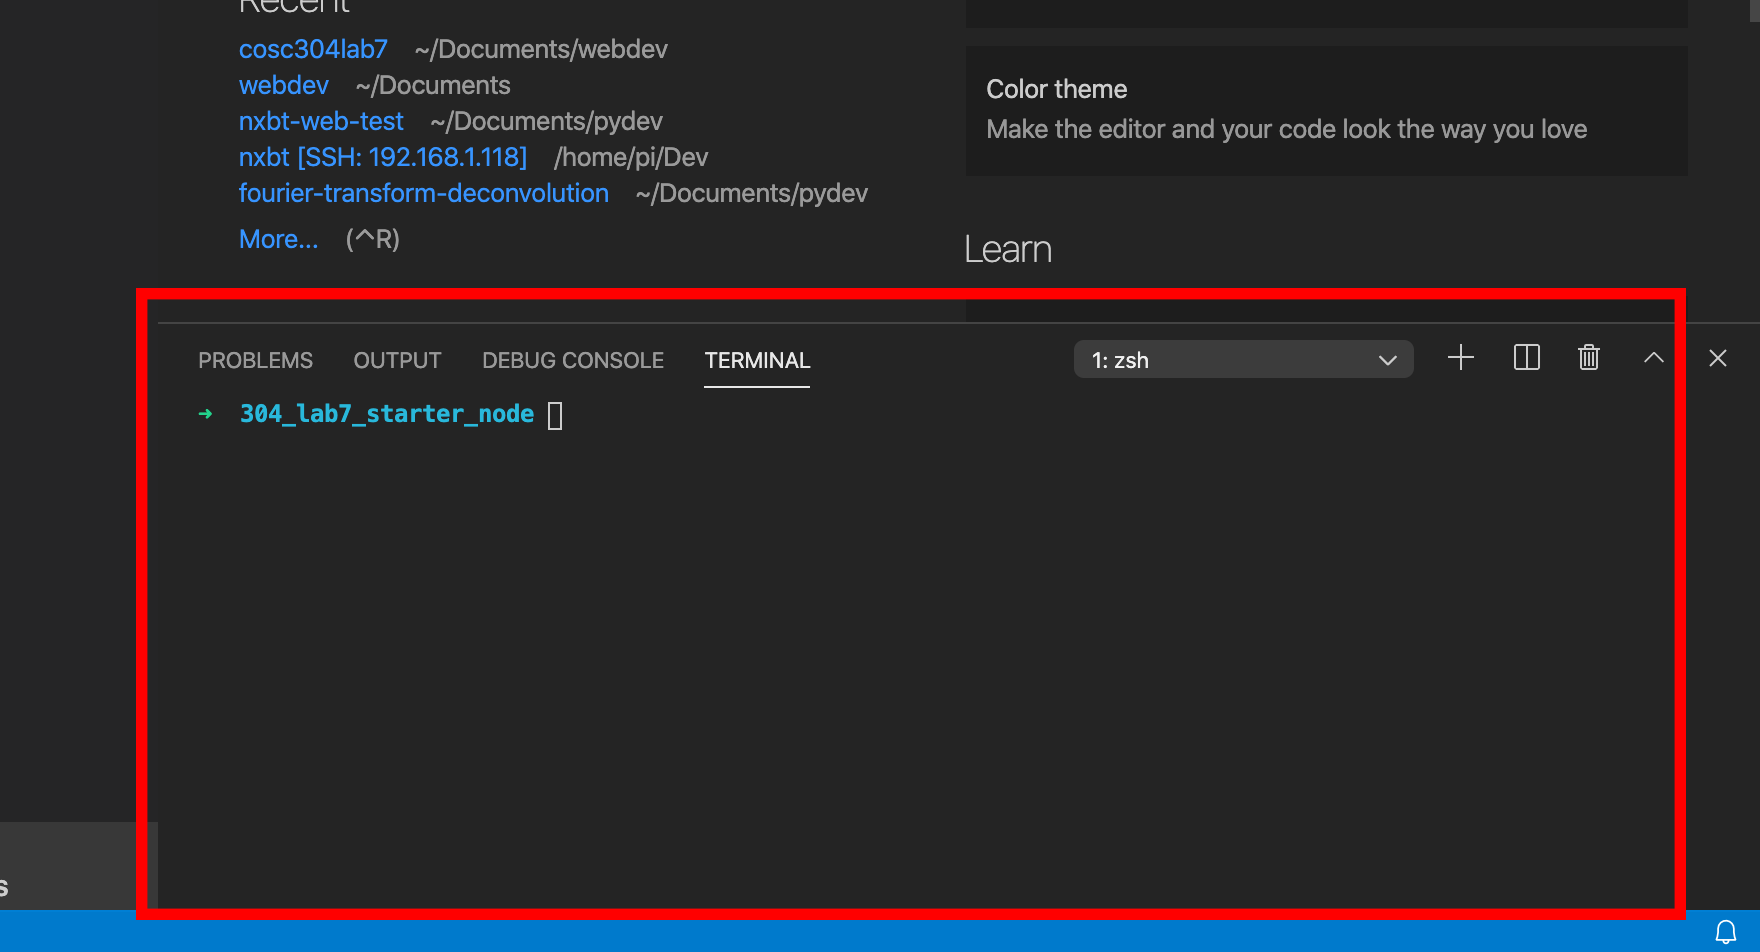 Recent
cosc304lab7 ~/Documents/webdev
webdev ~/Documents
nxbt-web-test ~/Documents/pydev
nxbt [SSH: 192.168.1.118] /home/pi/Dev
fourier-transform-deconvolution ~/Documents/pydev
More... (^R)
Color theme
Make the editor and your code look the way you love
Learn
PROBLEMS OUTPUT DEBUG CONSOLE TERMINAL 1: zsh
➜ 304_lab7_starter_node
s